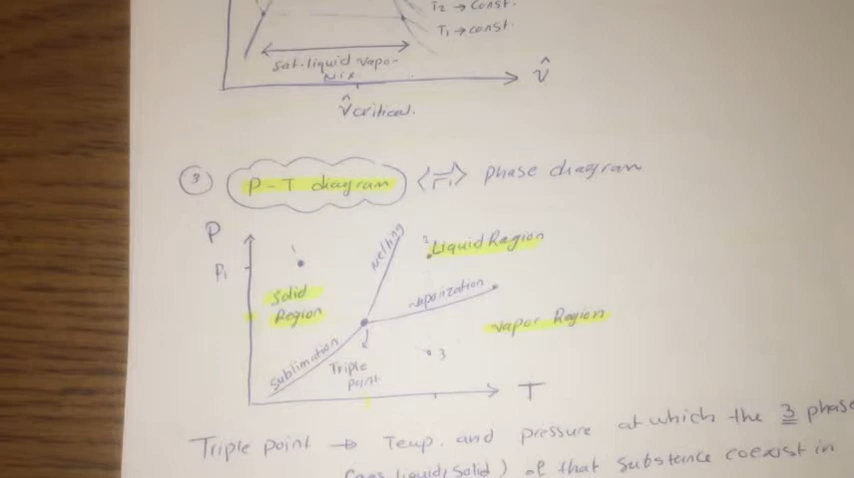 T2 → Const.
T1 → const.
sat. liquid vapor
Mix
v̂
v̂ critical.
3 P-T diagram <=> phase diagram
P
P1
1
Solid
Region
melting
2 Liquid Region
vaporization
Vapor Region
Sublimation
Triple
point
3
T
Triple point → Temp. and pressure at which the 3 phase
(gas, liquid, solid) of that substance coexist in